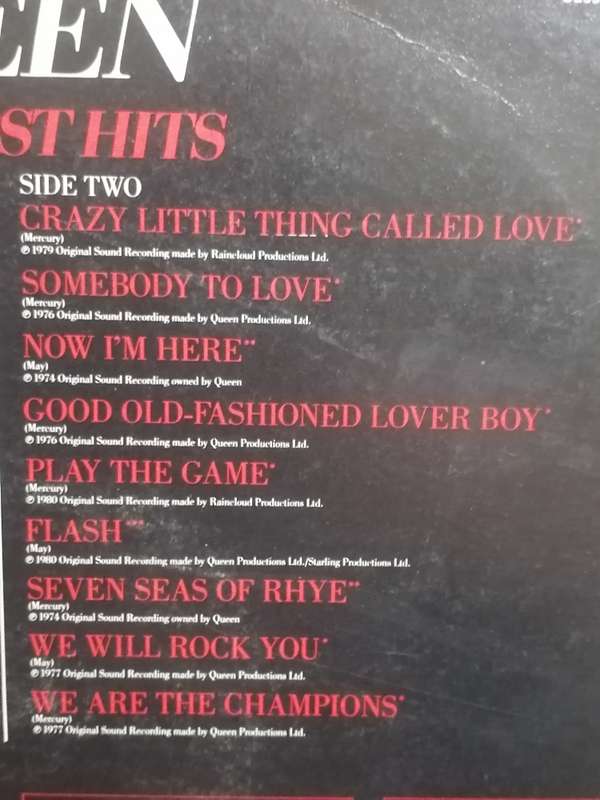 EEN
ST HITS
SIDE TWO
CRAZY LITTLE THING CALLED LOVE*
(Mercury)
℗ 1979 Original Sound Recording made by Raincloud Productions Ltd.
SOMEBODY TO LOVE*
(Mercury)
℗ 1976 Original Sound Recording made by Queen Productions Ltd.
NOW I'M HERE**
(May)
℗ 1974 Original Sound Recording owned by Queen
GOOD OLD-FASHIONED LOVER BOY*
(Mercury)
℗ 1976 Original Sound Recording made by Queen Productions Ltd.
PLAY THE GAME*
(Mercury)
℗ 1980 Original Sound Recording made by Raincloud Productions Ltd.
FLASH***
(May)
℗ 1980 Original Sound Recording made by Queen Productions Ltd./Starling Productions Ltd.
SEVEN SEAS OF RHYE**
(Mercury)
℗ 1974 Original Sound Recording owned by Queen
WE WILL ROCK YOU*
(May)
℗ 1977 Original Sound Recording made by Queen Productions Ltd.
WE ARE THE CHAMPIONS*
(Mercury)
℗ 1977 Original Sound Recording made by Queen Productions Ltd.